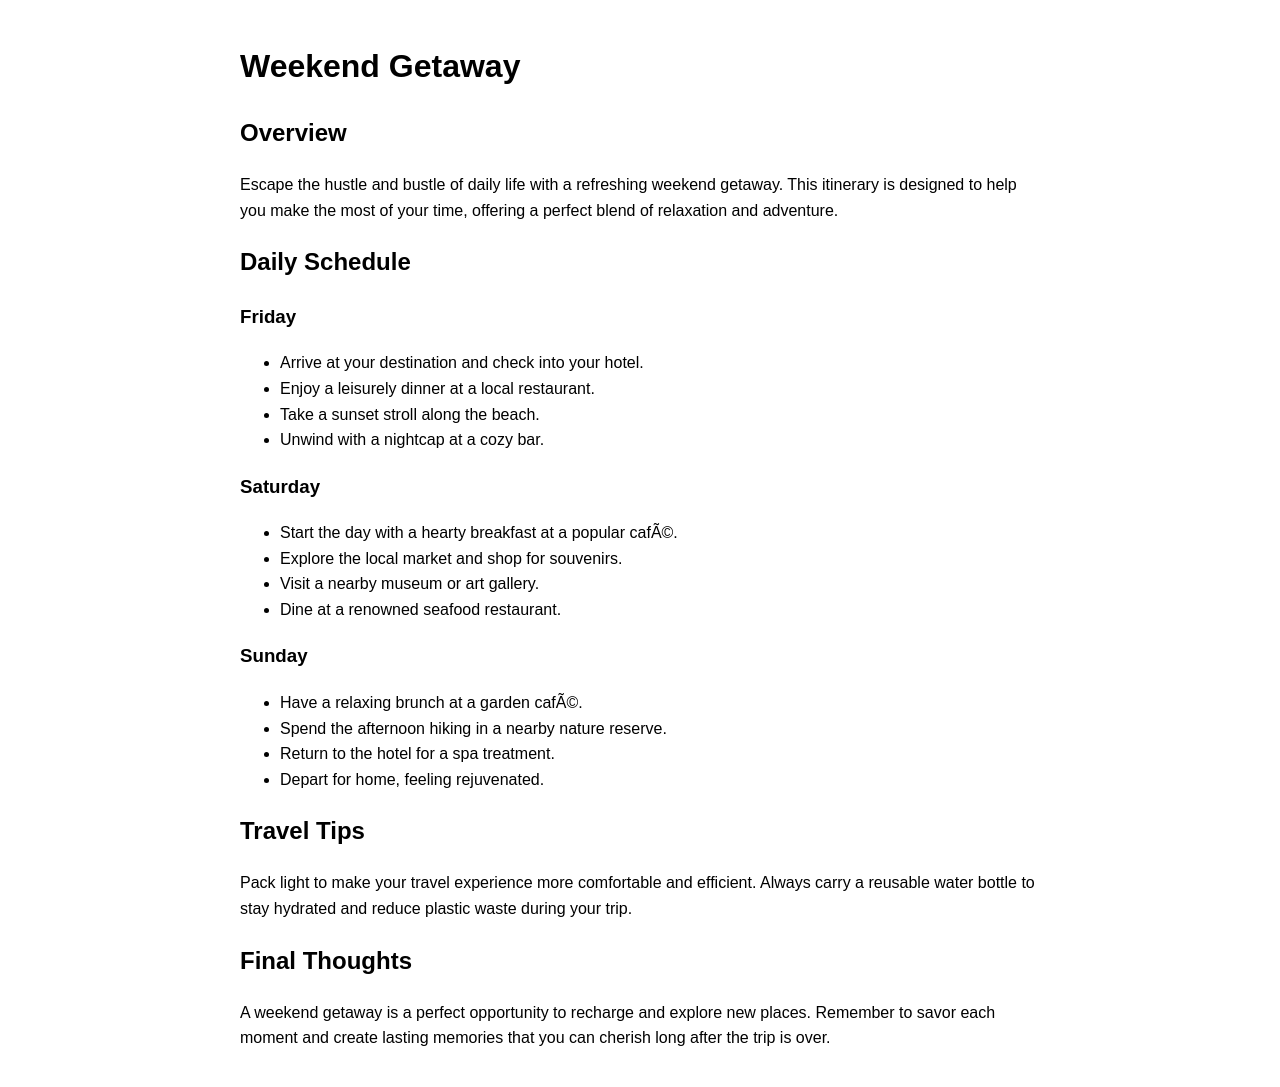 Weekend Getaway
Overview
Escape the hustle and bustle of daily life with a refreshing weekend getaway. This itinerary is designed to help
you make the most of your time, offering a perfect blend of relaxation and adventure.
Daily Schedule
Friday
• Arrive at your destination and check into your hotel.
• Enjoy a leisurely dinner at a local restaurant.
• Take a sunset stroll along the beach.
• Unwind with a nightcap at a cozy bar.
Saturday
• Start the day with a hearty breakfast at a popular cafÃ©.
• Explore the local market and shop for souvenirs.
• Visit a nearby museum or art gallery.
• Dine at a renowned seafood restaurant.
Sunday
• Have a relaxing brunch at a garden cafÃ©.
• Spend the afternoon hiking in a nearby nature reserve.
• Return to the hotel for a spa treatment.
• Depart for home, feeling rejuvenated.
Travel Tips
Pack light to make your travel experience more comfortable and efficient. Always carry a reusable water bottle to
stay hydrated and reduce plastic waste during your trip.
Final Thoughts
A weekend getaway is a perfect opportunity to recharge and explore new places. Remember to savor each
moment and create lasting memories that you can cherish long after the trip is over.